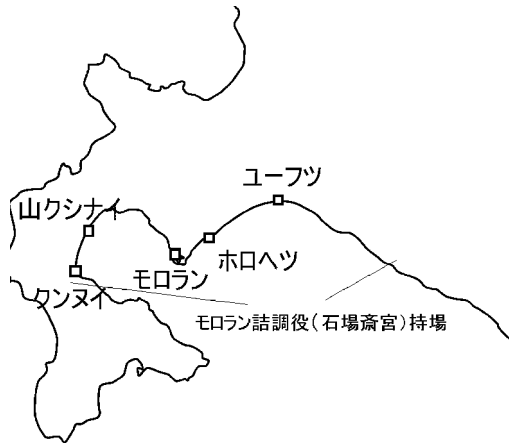 ユーフツ
山クシナイ
ホロヘツ
モロラン
クンヌイ
モロラン詰調役(石場斎宮)持場